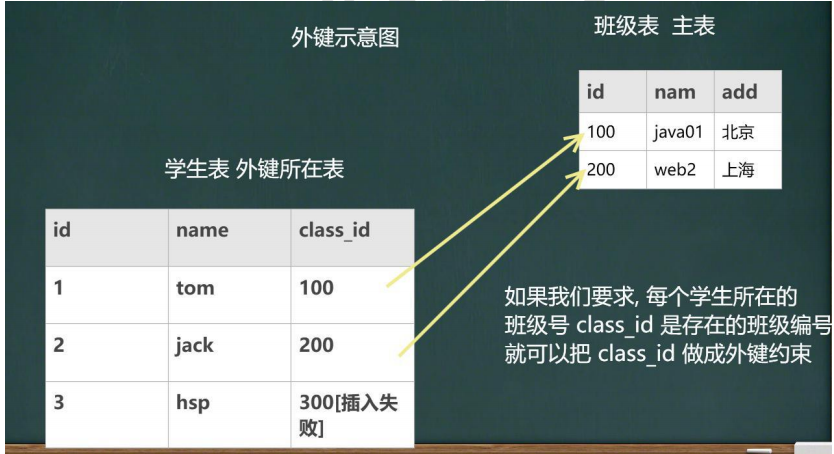 外键示意图
班级表 主表
id nam add
100 java01 北京
200 web2 上海
学生表 外键所在表
id name class_id
1 tom 100
2 jack 200
3 hsp 300[插入失
败]
如果我们要求, 每个学生所在的
班级号 class_id 是存在的班级编号
就可以把 class_id 做成外键约束